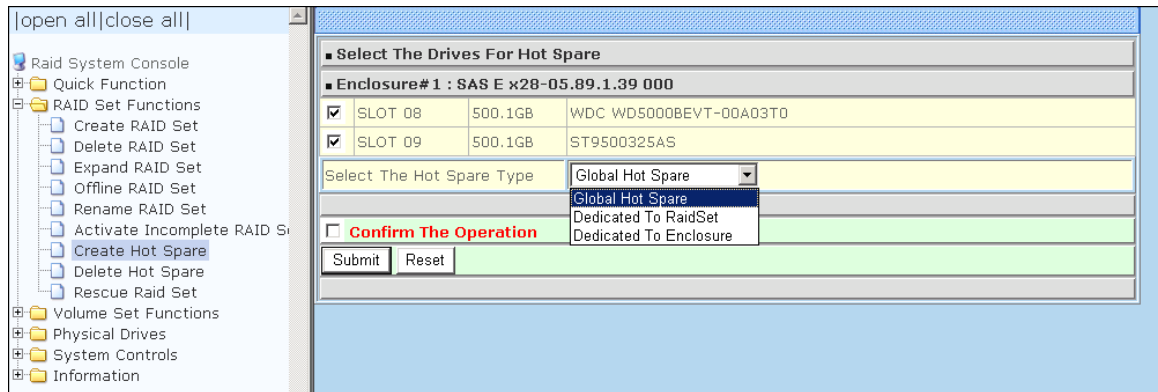 |open all|close all|
Raid System Console
Quick Function
RAID Set Functions
Create RAID Set
Delete RAID Set
Expand RAID Set
Offline RAID Set
Rename RAID Set
Activate Incomplete RAID S
Create Hot Spare
Delete Hot Spare
Rescue Raid Set
Volume Set Functions
Physical Drives
System Controls
Information
Select The Drives For Hot Spare
Enclosure#1 : SAS E x28-05.89.1.39 000
SLOT 08 500.1GB WDC WD5000BEVT-00A03T0
SLOT 09 500.1GB ST9500325AS
Select The Hot Spare Type Global Hot Spare
Global Hot Spare
Dedicated To RaidSet
Dedicated To Enclosure
Confirm The Operation
Submit Reset